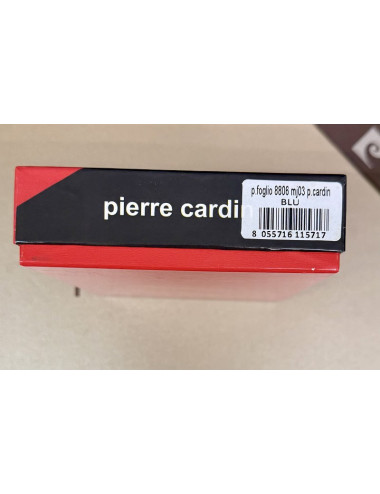 pierre cardin
p.foglio 8806 mj03 p.cardin
BLU
8 055716 115717